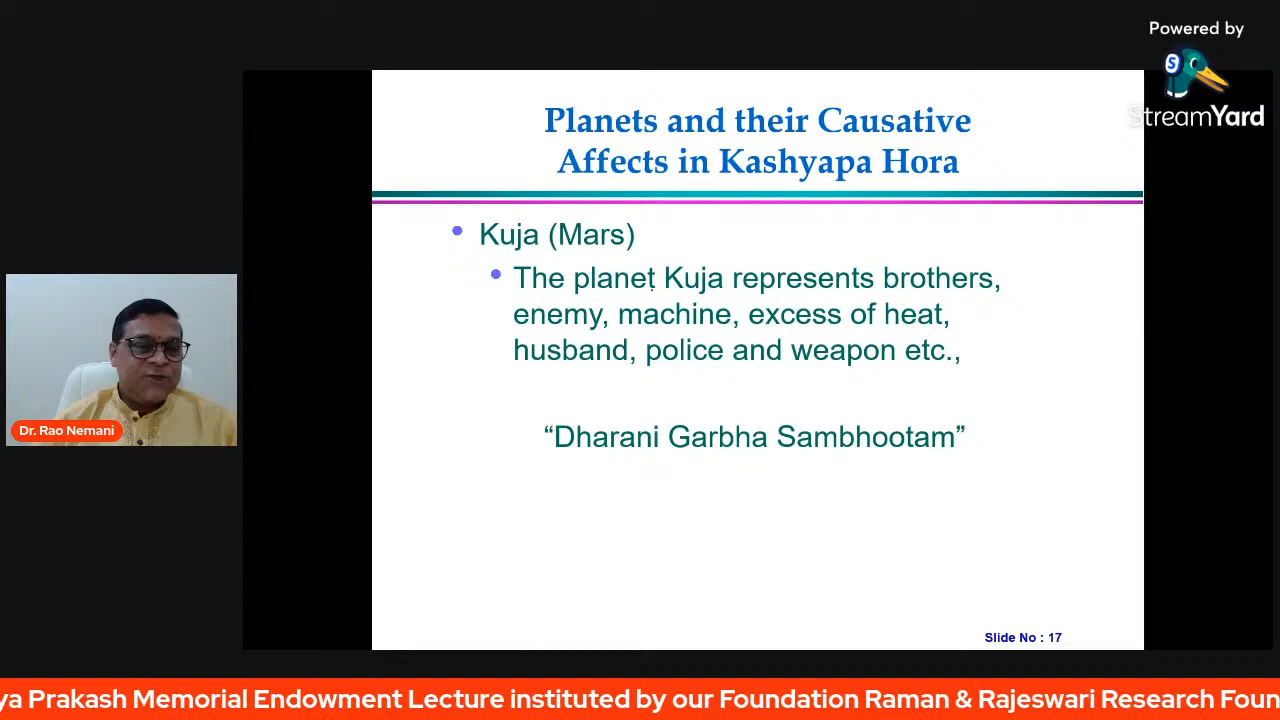 Powered by
StreamYard
Planets and their Causative
Affects in Kashyapa Hora
Kuja (Mars)
The planet Kuja represents brothers,
enemy, machine, excess of heat,
husband, police and weapon etc.,
“Dharani Garbha Sambhootam”
Slide No : 17
Dr. Rao Nemani
Prakash Memorial Endowment Lecture instituted by our Foundation Raman & Rajeswari Research